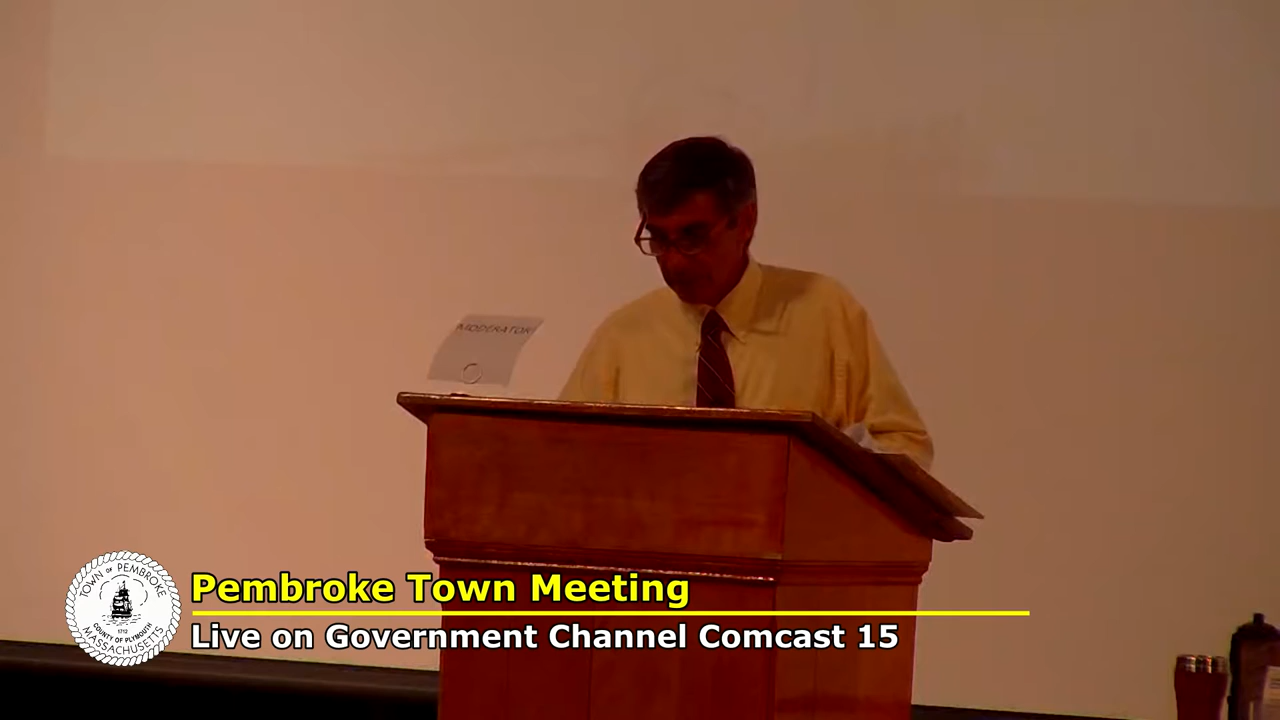 MODERATOR
TOWN OF PEMBROKE
COUNTY OF PLYMOUTH
1712
MASSACHUSETTS
Pembroke Town Meeting
Live on Government Channel Comcast 15